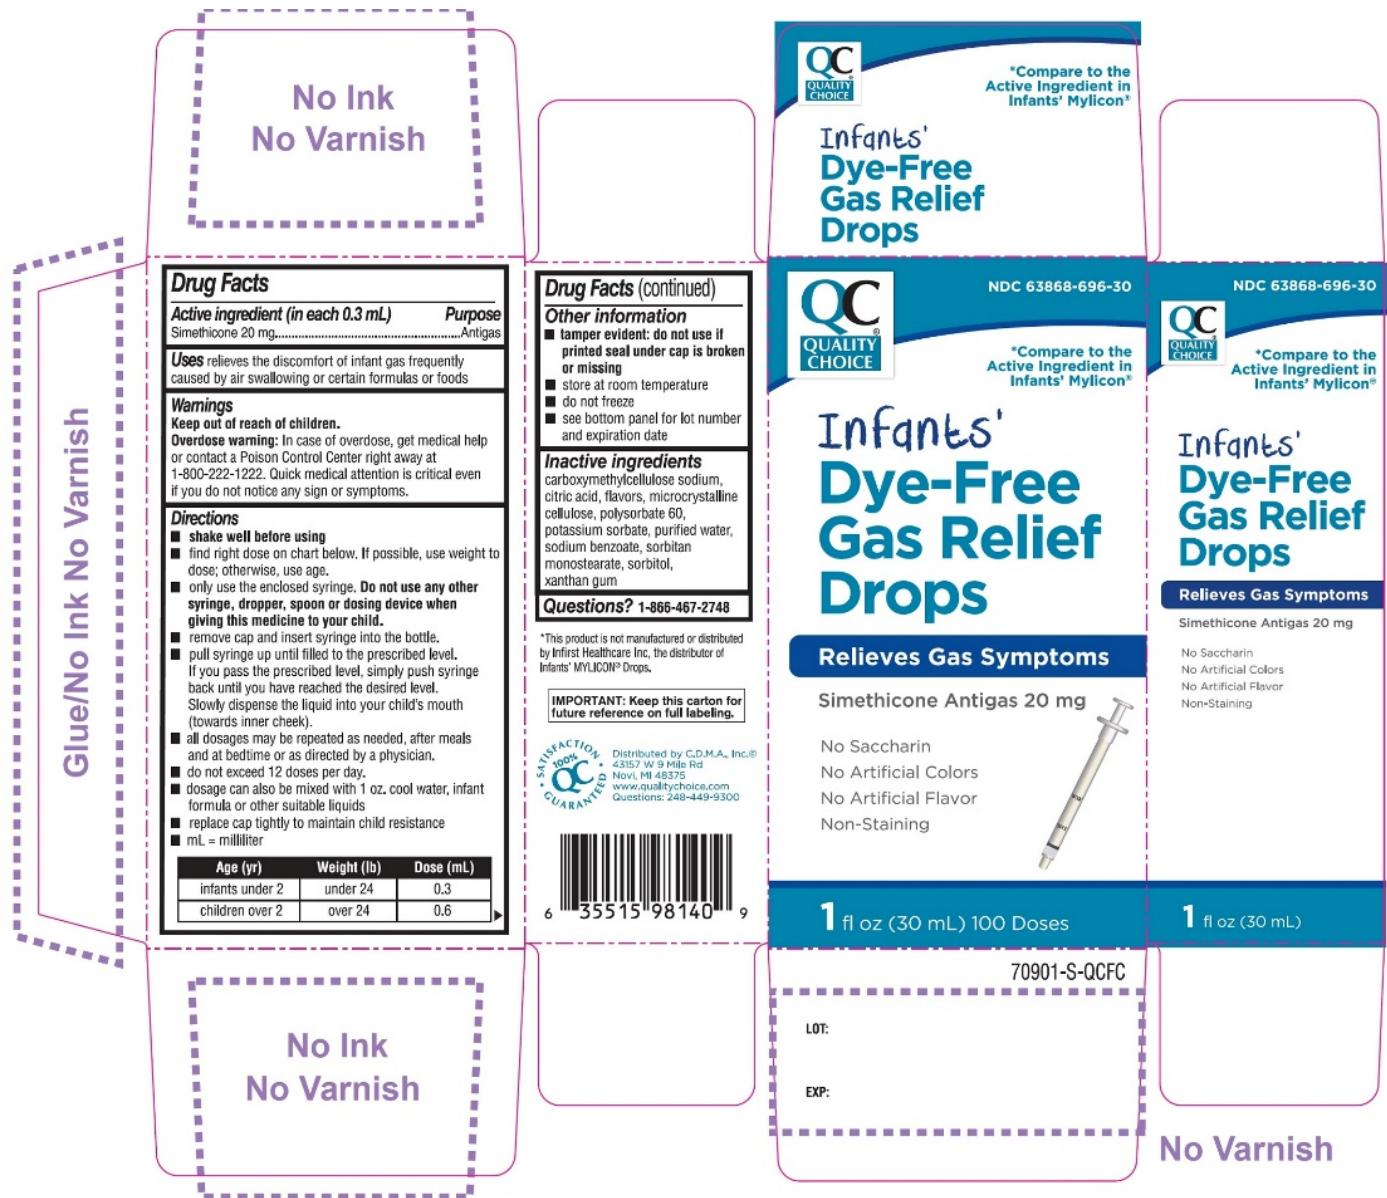 No Ink
No Varnish
Glue/No Ink No Varnish
Drug Facts
Active ingredient (in each 0.3 mL) Purpose
Simethicone 20 mg............................................Antigas
Uses relieves the discomfort of infant gas frequently
caused by air swallowing or certain formulas or foods
Warnings
Keep out of reach of children.
Overdose warning: In case of overdose, get medical help
or contact a Poison Control Center right away at
1-800-222-1222. Quick medical attention is critical even
if you do not notice any sign or symptoms.
Directions
■ shake well before using
■ find right dose on chart below. If possible, use weight to
dose; otherwise, use age.
■ only use the enclosed syringe. Do not use any other
syringe, dropper, spoon or dosing device when
giving this medicine to your child.
■ remove cap and insert syringe into the bottle.
■ pull syringe up until filled to the prescribed level.
If you pass the prescribed level, simply push syringe
back until you have reached the desired level.
Slowly dispense the liquid into your child's mouth
(towards inner cheek).
■ all dosages may be repeated as needed, after meals
and at bedtime or as directed by a physician.
■ do not exceed 12 doses per day.
■ dosage can also be mixed with 1 oz. cool water, infant
formula or other suitable liquids
■ replace cap tightly to maintain child resistance
■ mL = milliliter
Age (yr) Weight (lb) Dose (mL)
infants under 2 under 24 0.3
children over 2 over 24 0.6
No Ink
No Varnish
Drug Facts (continued)
Other information
■ tamper evident: do not use if
printed seal under cap is broken
or missing
■ store at room temperature
■ do not freeze
■ see bottom panel for lot number
and expiration date
Inactive ingredients
carboxymethylcellulose sodium,
citric acid, flavors, microcrystalline
cellulose, polysorbate 60,
potassium sorbate, purified water,
sodium benzoate, sorbitan
monostearate, sorbitol,
xanthan gum
Questions? 1-866-467-2748
*This product is not manufactured or distributed
by Infirst Healthcare Inc, the distributor of
Infants' MYLICON® Drops.
IMPORTANT: Keep this carton for
future reference on full labeling.
SATISFACTION
100%
QC
GUARANTEED
Distributed by C.D.M.A., Inc.©
43157 W 9 Mile Rd
Novi, MI 48375
www.qualitychoice.com
Questions: 248-449-9300
6 35515 98140 9
QC
QUALITY
CHOICE
*Compare to the
Active Ingredient in
Infants' Mylicon®
Infants'
Dye-Free
Gas Relief
Drops
QC
QUALITY
CHOICE®
NDC 63868-696-30
*Compare to the
Active Ingredient in
Infants' Mylicon®
Infants'
Dye-Free
Gas Relief
Drops
Relieves Gas Symptoms
Simethicone Antigas 20 mg
No Saccharin
No Artificial Colors
No Artificial Flavor
Non-Staining
1 fl oz (30 mL) 100 Doses
70901-S-QCFC
LOT:
EXP:
NDC 63868-696-30
QC
QUALITY
CHOICE®
*Compare to the
Active Ingredient in
Infants' Mylicon®
Infants'
Dye-Free
Gas Relief
Drops
Relieves Gas Symptoms
Simethicone Antigas 20 mg
No Saccharin
No Artificial Colors
No Artificial Flavor
Non-Staining
1 fl oz (30 mL)
No Varnish